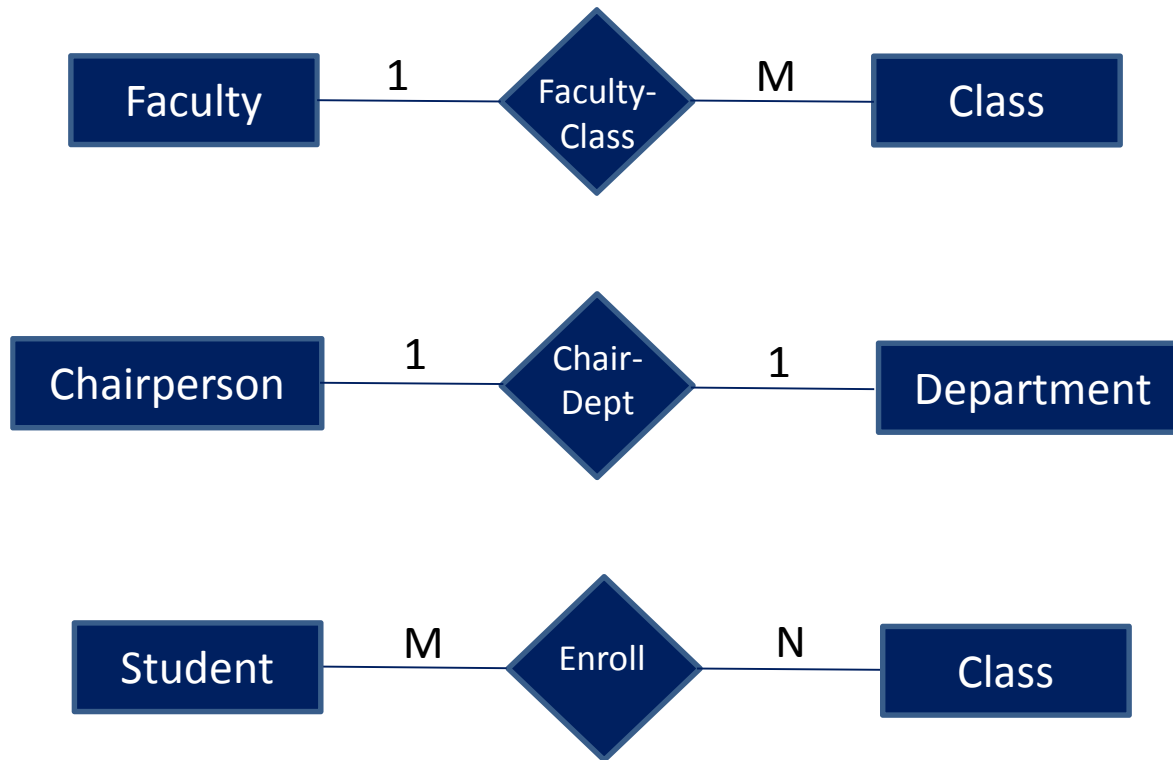 1
M
Faculty
Faculty-
Class
Class
1
1
Chairperson
Chair-
Dept
Department
M
N
Student
Enroll
Class